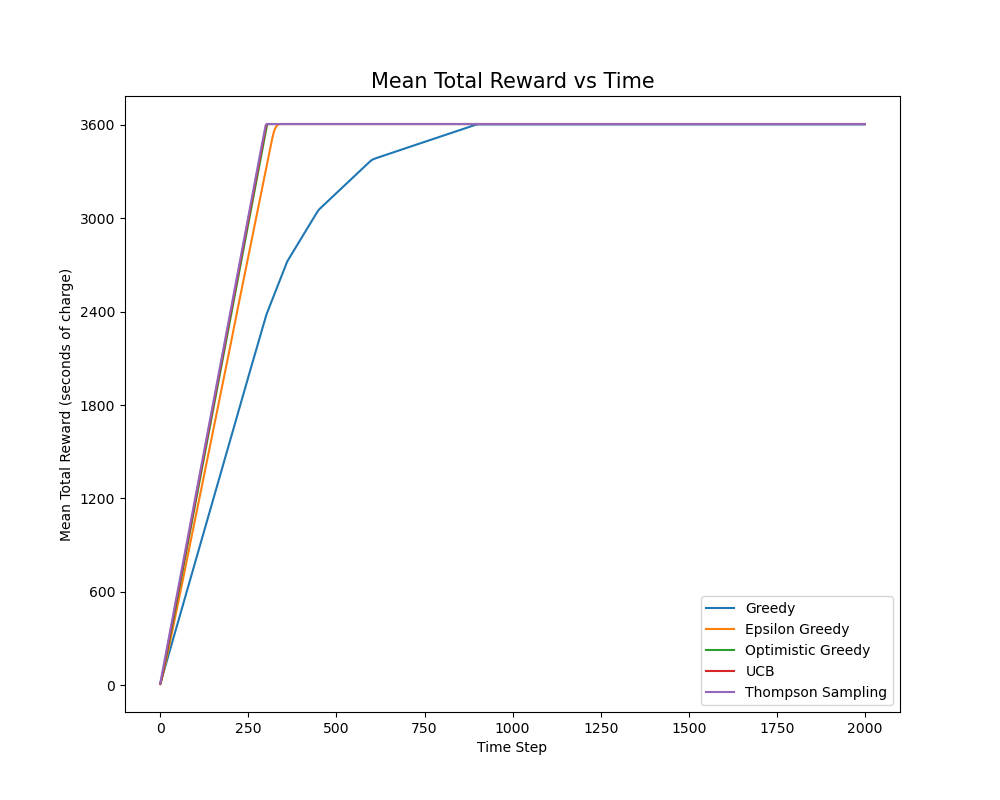 Mean Total Reward vs Time
Mean Total Reward (seconds of charge)
3600
3000
2400
1800
1200
600
0
0 250 500 750 1000 1250 1500 1750 2000
Time Step
Greedy
Epsilon Greedy
Optimistic Greedy
UCB
Thompson Sampling